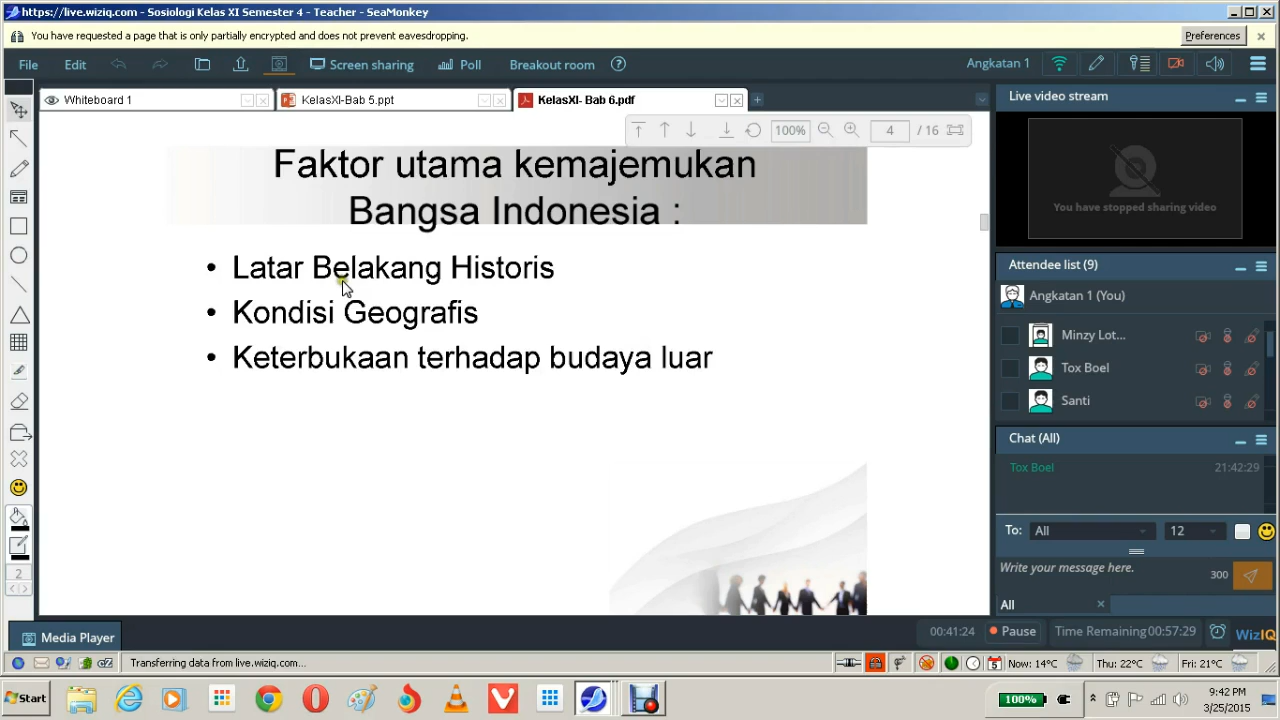 https://live.wiziq.com - Sosiologi Kelas XI Semester 4 - Teacher - SeaMonkey
You have requested a page that is only partially encrypted and does not prevent eavesdropping.
Preferences
File Edit Screen sharing Poll Breakout room ? Angkatan 1
Whiteboard 1
KelasXI-Bab 5.ppt
KelasXI- Bab 6.pdf
Live video stream
100% 4 / 16
Faktor utama kemajemukan
Bangsa Indonesia :
• Latar Belakang Historis
• Kondisi Geografis
• Keterbukaan terhadap budaya luar
You have stopped sharing video
Attendee list (9)
Angkatan 1 (You)
Minzy Lot...
Tox Boel
Santi
Chat (All)
Tox Boel 21:42:29
To: All 12
Write your message here. 300
All
2
Media Player
00:41:24 Pause Time Remaining 00:57:29 WizIQ
Transferring data from live.wiziq.com...
5 Now: 14°C Thu: 22°C Fri: 21°C
Start
100%
9:42 PM
3/25/2015